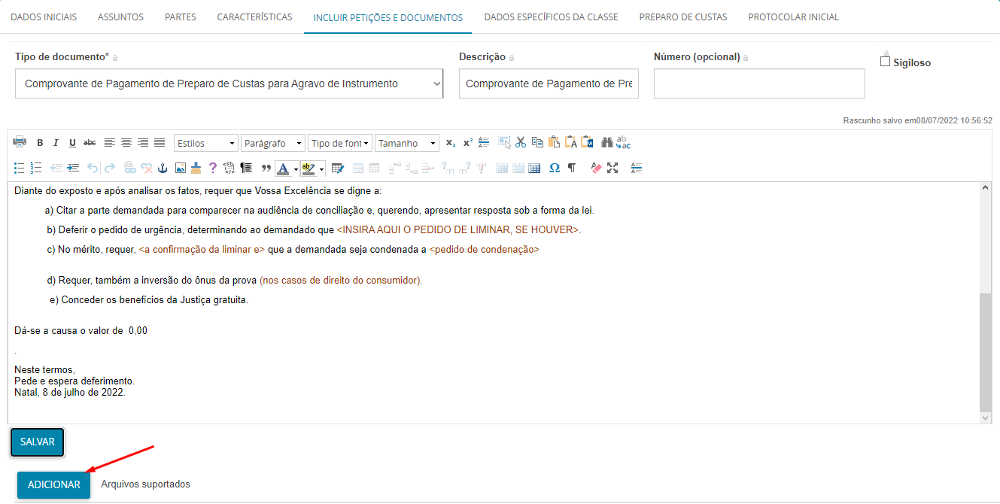 DADOS INICIAIS ASSUNTOS PARTES CARACTERÍSTICAS INCLUIR PETIÇÕES E DOCUMENTOS DADOS ESPECÍFICOS DA CLASSE PREPARO DE CUSTAS PROTOCOLAR INICIAL
Tipo de documento* Descrição Número (opcional) Sigiloso
Comprovante de Pagamento de Preparo de Custas para Agravo de Instrumento Comprovante de Pagamento de Pre
Rascunho salvo em08/07/2022 10:56:52
B I U abc Estilos Parágrafo Tipo de font Tamanho
Diante do exposto e após analisar os fatos, requer que Vossa Excelência se digne a:
a) Citar a parte demandada para comparecer na audiência de conciliação e, querendo, apresentar resposta sob a forma da lei.
b) Deferir o pedido de urgência, determinando ao demandado que <INSIRA AQUI O PEDIDO DE LIMINAR, SE HOUVER>.
c) No mérito, requer, <a confirmação da liminar e> que a demandada seja condenada a <pedido de condenação>
d) Requer, também a inversão do ônus da prova (nos casos de direito do consumidor).
e) Conceder os benefícios da Justiça gratuita.
Dá-se a causa o valor de  0,00
.
Neste termos,
Pede e espera deferimento.
Natal, 8 de julho de 2022.
SALVAR
ADICIONAR Arquivos suportados